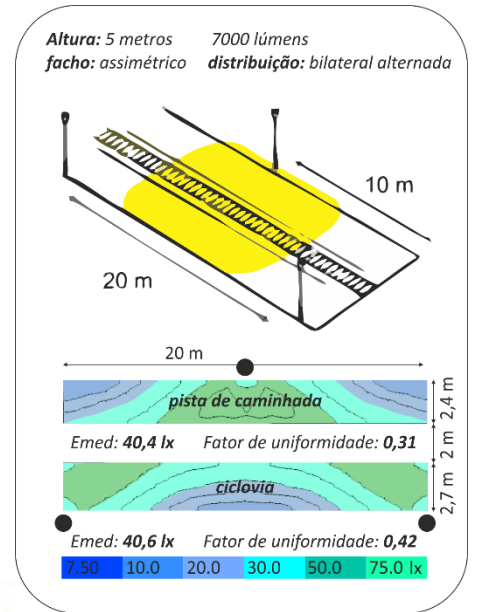 Altura: 5 metros 7000 lúmens
facho: assimétrico distribuição: bilateral alternada
10 m
20 m
20 m
pista de caminhada
2,4 m
Emed: 40,4 lx Fator de uniformidade: 0,31
2 m
ciclovia
2,7 m
Emed: 40,6 lx Fator de uniformidade: 0,42
7.50 10.0 20.0 30.0 50.0 75.0 lx